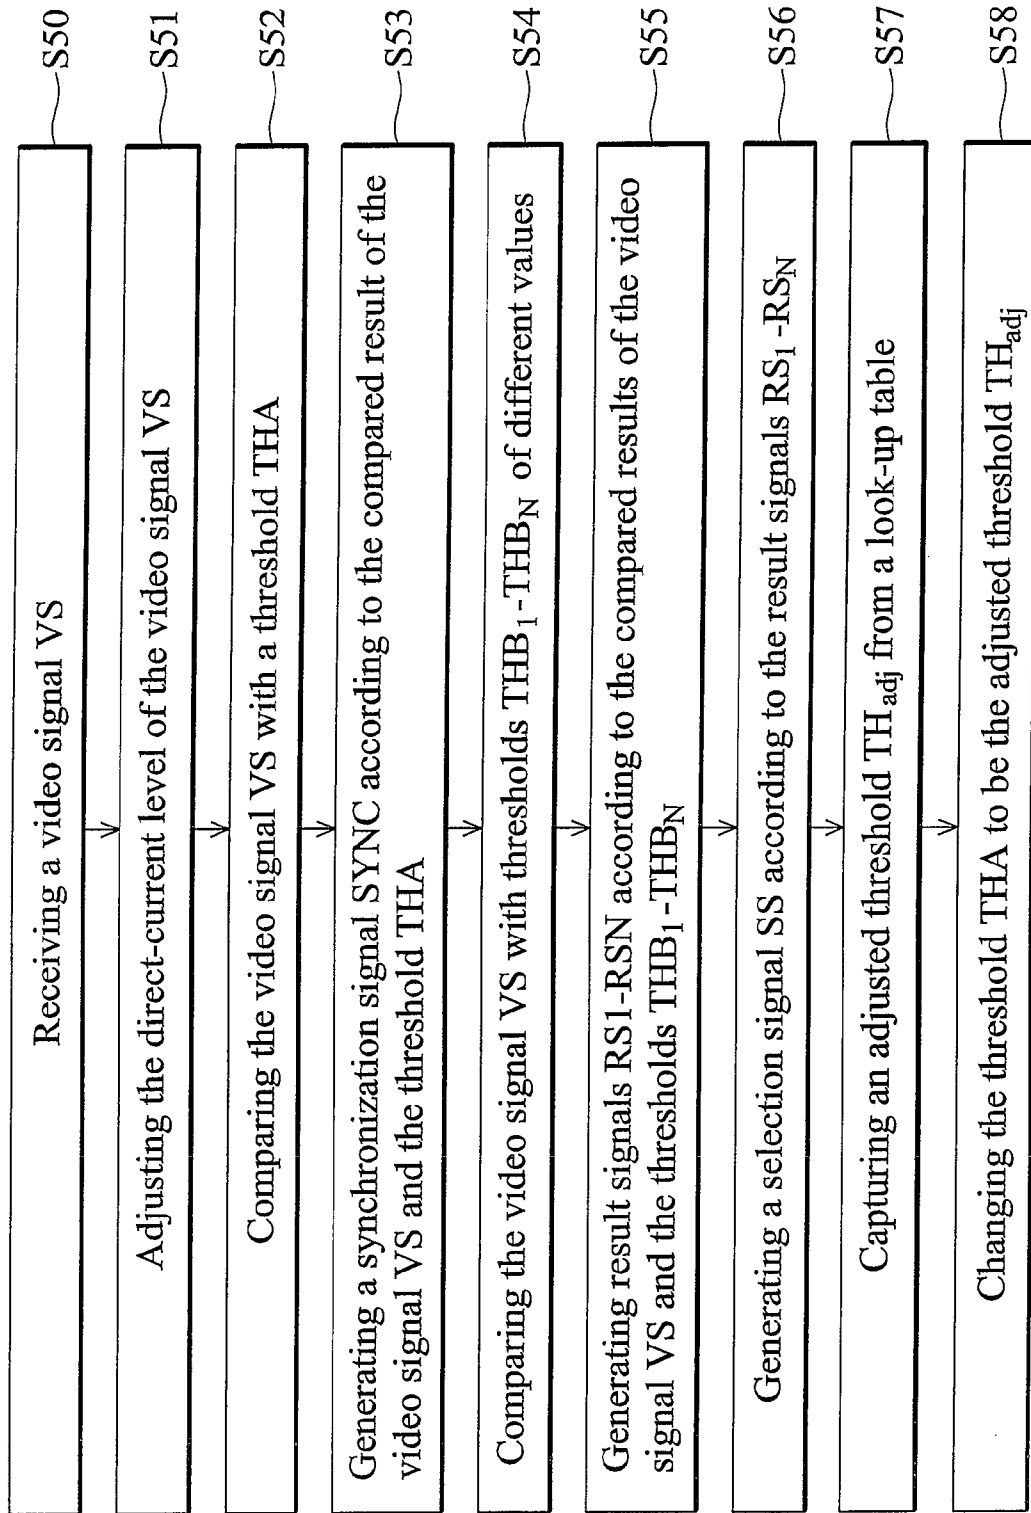 Receiving a video signal VS
S50
Adjusting the direct-current level of the video signal VS
S51
Comparing the video signal VS with a threshold THA
S52
Generating a synchronization signal SYNC according to the compared result of the
video signal VS and the threshold THA
S53
Comparing the video signal VS with thresholds THB1-THBN of different values
S54
Generating result signals RS1-RSN according to the compared results of the video
signal VS and the thresholds THB1-THBN
S55
Generating a selection signal SS according to the result signals RS1-RSN
S56
Capturing an adjusted threshold THadj from a look-up table
S57
Changing the threshold THA to be the adjusted threshold THadj
S58